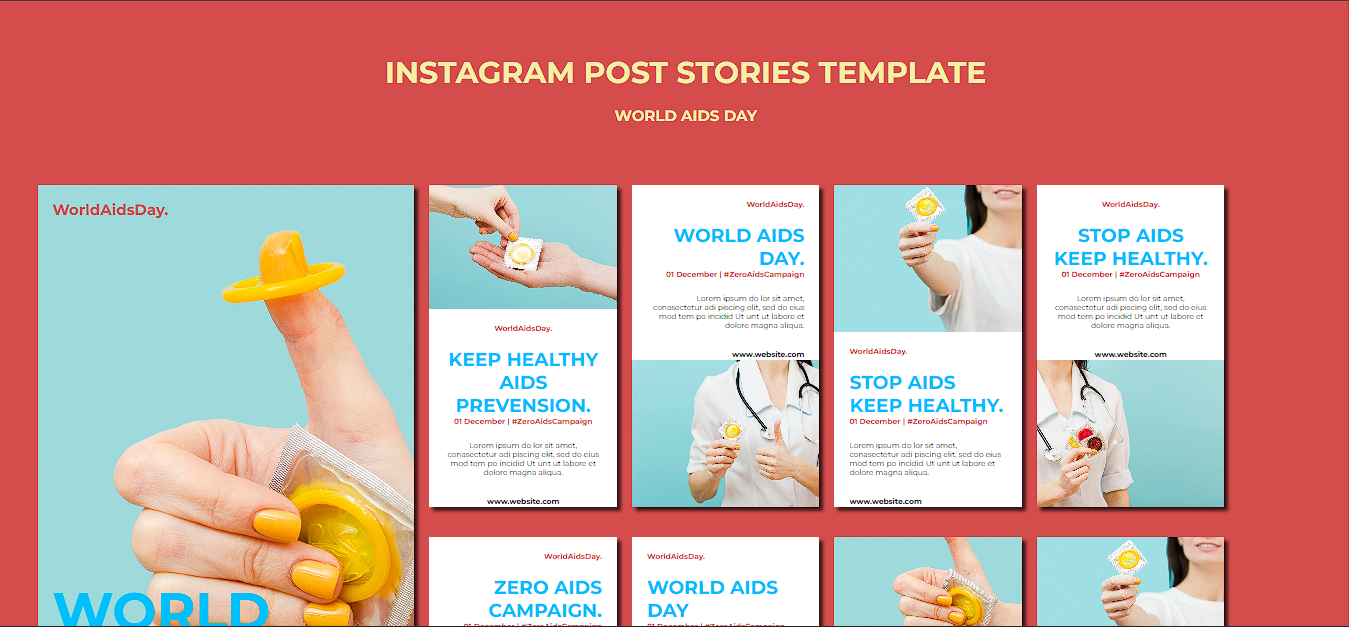 INSTAGRAM POST STORIES TEMPLATE
WORLD AIDS DAY
WorldAidsDay.
WORLD
WorldAidsDay.
KEEP HEALTHY
AIDS
PREVENSION.
01 December | #ZeroAidsCampaign
Lorem ipsum do lor sit amet,
consectetur adi piscing elit, sed do eius
mod tem po incidid Ut unt ut labore et
dolore magna aliqua.
www.website.com
WorldAidsDay.
WORLD AIDS
DAY.
01 December | #ZeroAidsCampaign
Lorem ipsum do lor sit amet,
consectetur adi piscing elit, sed do eius
mod tem po incidid Ut unt ut labore et
dolore magna aliqua.
www.website.com
WorldAidsDay.
STOP AIDS
KEEP HEALTHY.
01 December | #ZeroAidsCampaign
Lorem ipsum do lor sit amet,
consectetur adi piscing elit, sed do eius
mod tem po incidid Ut unt ut labore et
dolore magna aliqua.
www.website.com
WorldAidsDay.
STOP AIDS
KEEP HEALTHY.
01 December | #ZeroAidsCampaign
Lorem ipsum do lor sit amet,
consectetur adi piscing elit, sed do eius
mod tem po incidid Ut unt ut labore et
dolore magna aliqua.
www.website.com
WorldAidsDay.
ZERO AIDS
CAMPAIGN.
WorldAidsDay.
WORLD AIDS
DAY